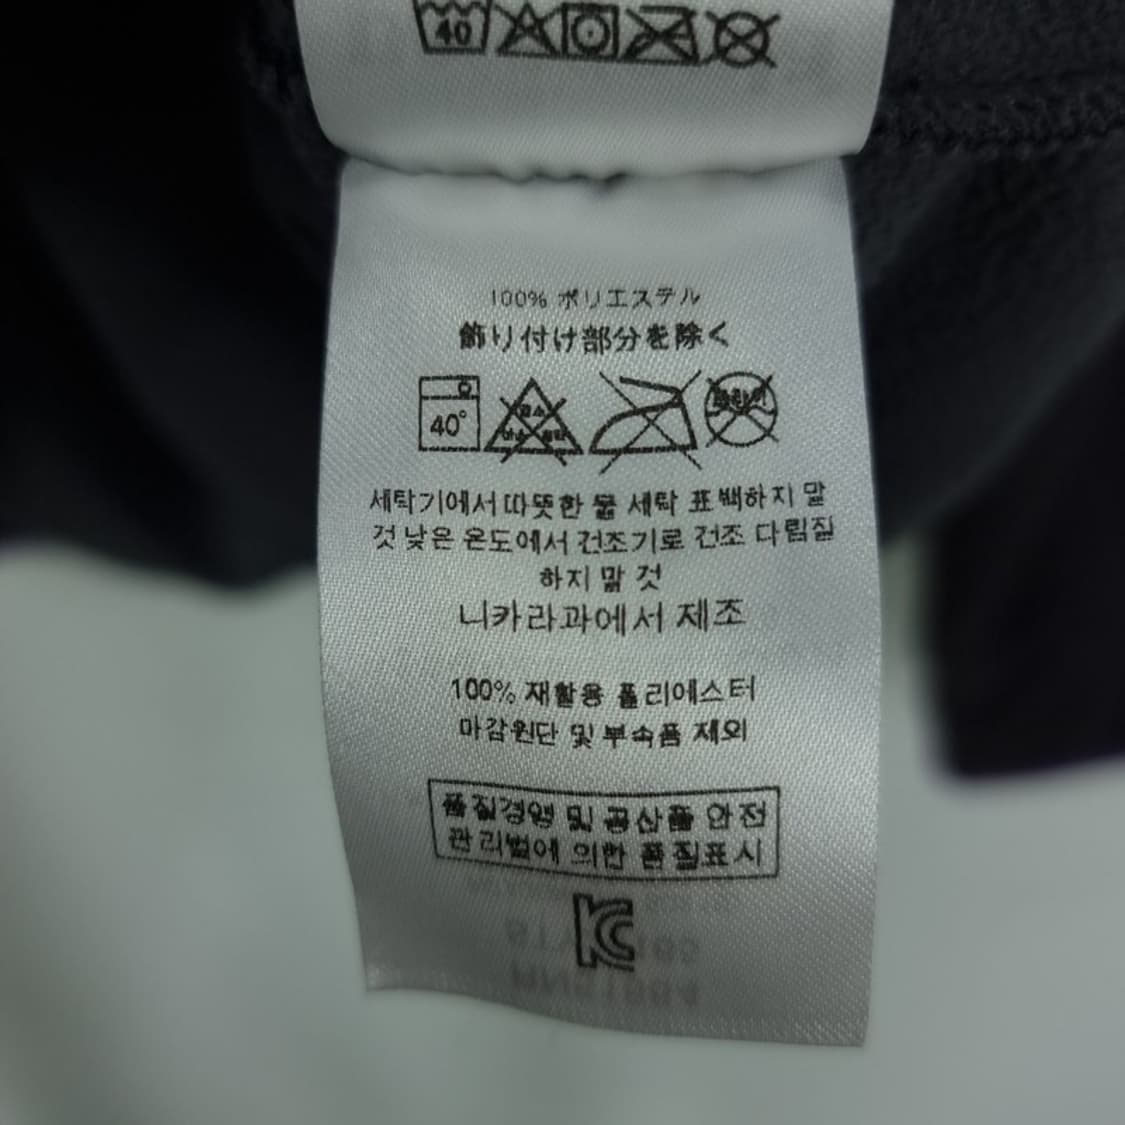 40
100% ポリエステル
飾り付け部分を除く
40°
세탁기에서 따뜻한 물 세탁 표백하지 말
것 낮은 온도에서 건조기로 건조 다림질
하지 말 것
니카라과에서 제조
100% 재활용 폴리에스터
마감원단 및 부속품 제외
품질경영 및 공산품 안전
관리법에 의한 품질표시
KC